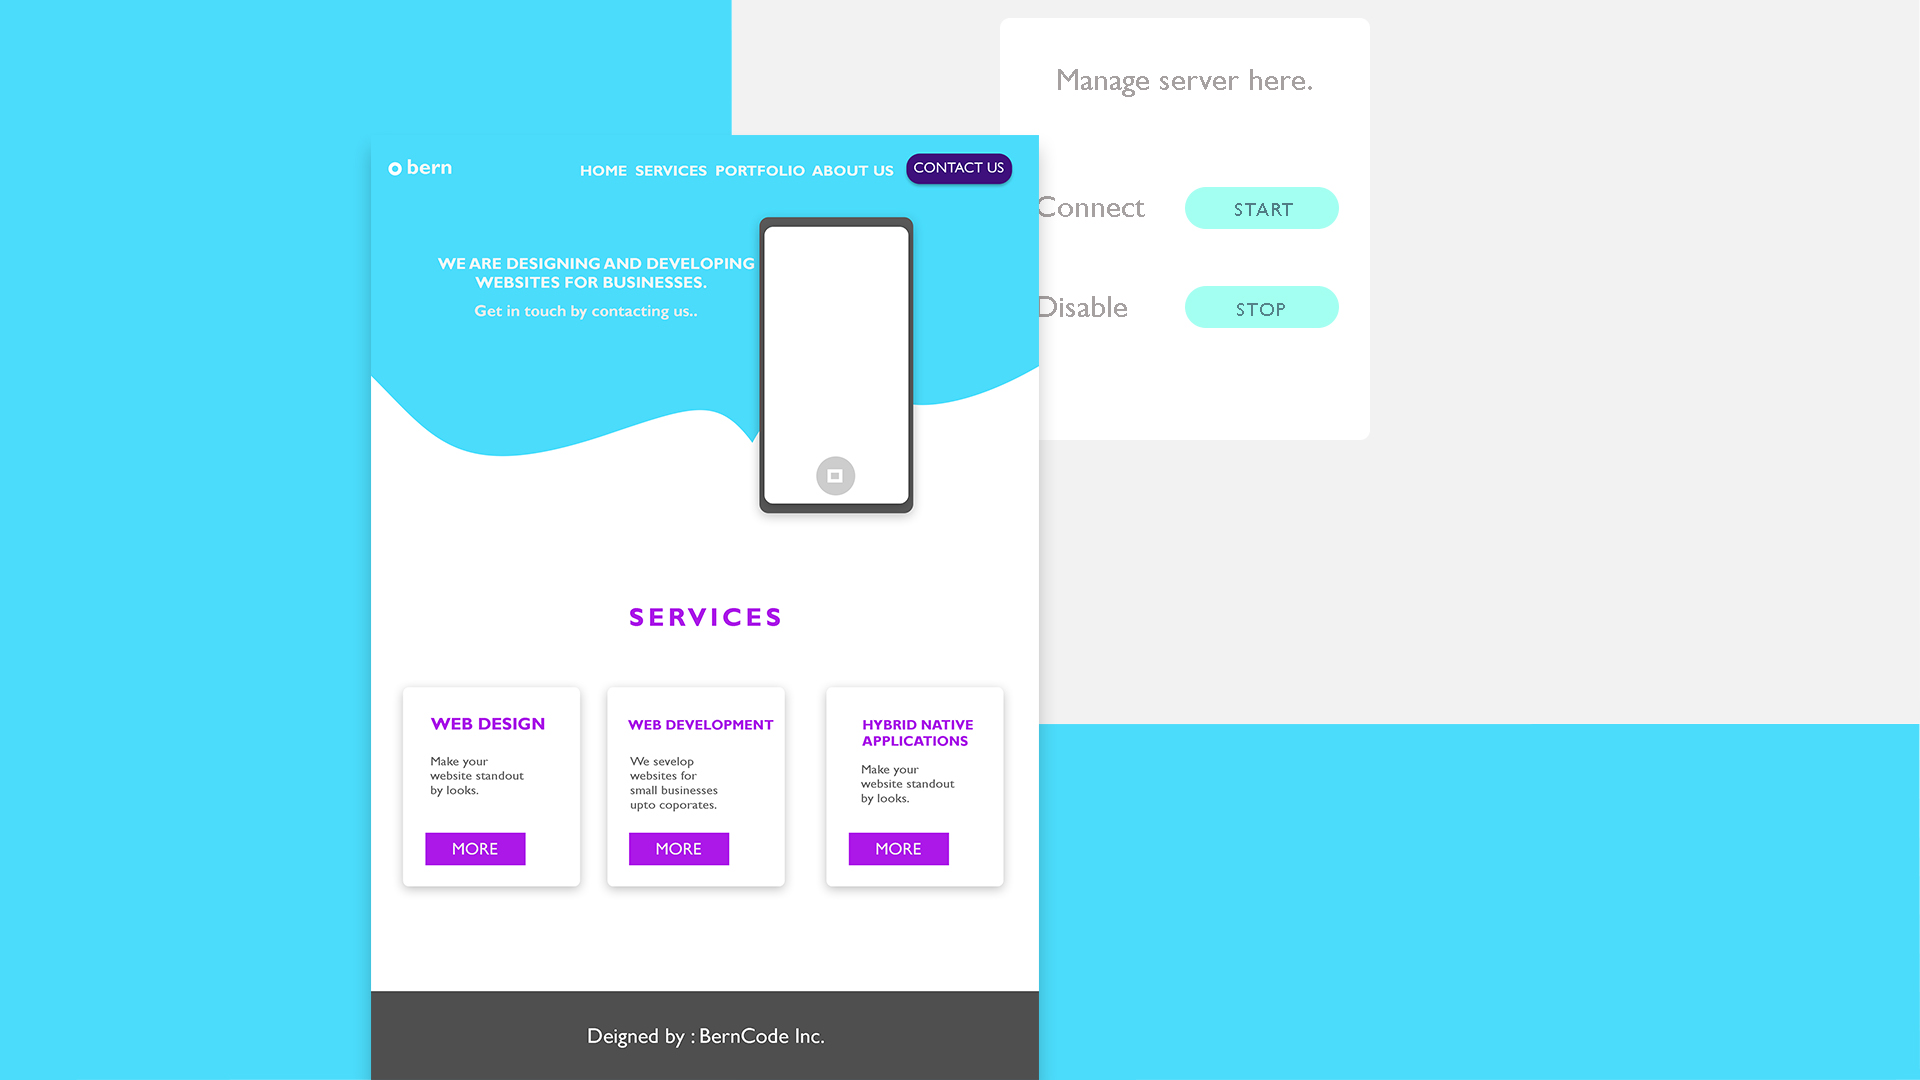 Manage server here.
Connect
START
Disable
STOP
bern
HOME SERVICES PORTFOLIO ABOUT US CONTACT US
WE ARE DESIGNING AND DEVELOPING
WEBSITES FOR BUSINESSES.
Get in touch by contacting us..
SERVICES
WEB DESIGN
Make your
website standout
by looks.
MORE
WEB DEVELOPMENT
We sevelop
websites for
small businesses
upto coporates.
MORE
HYBRID NATIVE
APPLICATIONS
Make your
website standout
by looks.
MORE
Deigned by : BernCode Inc.